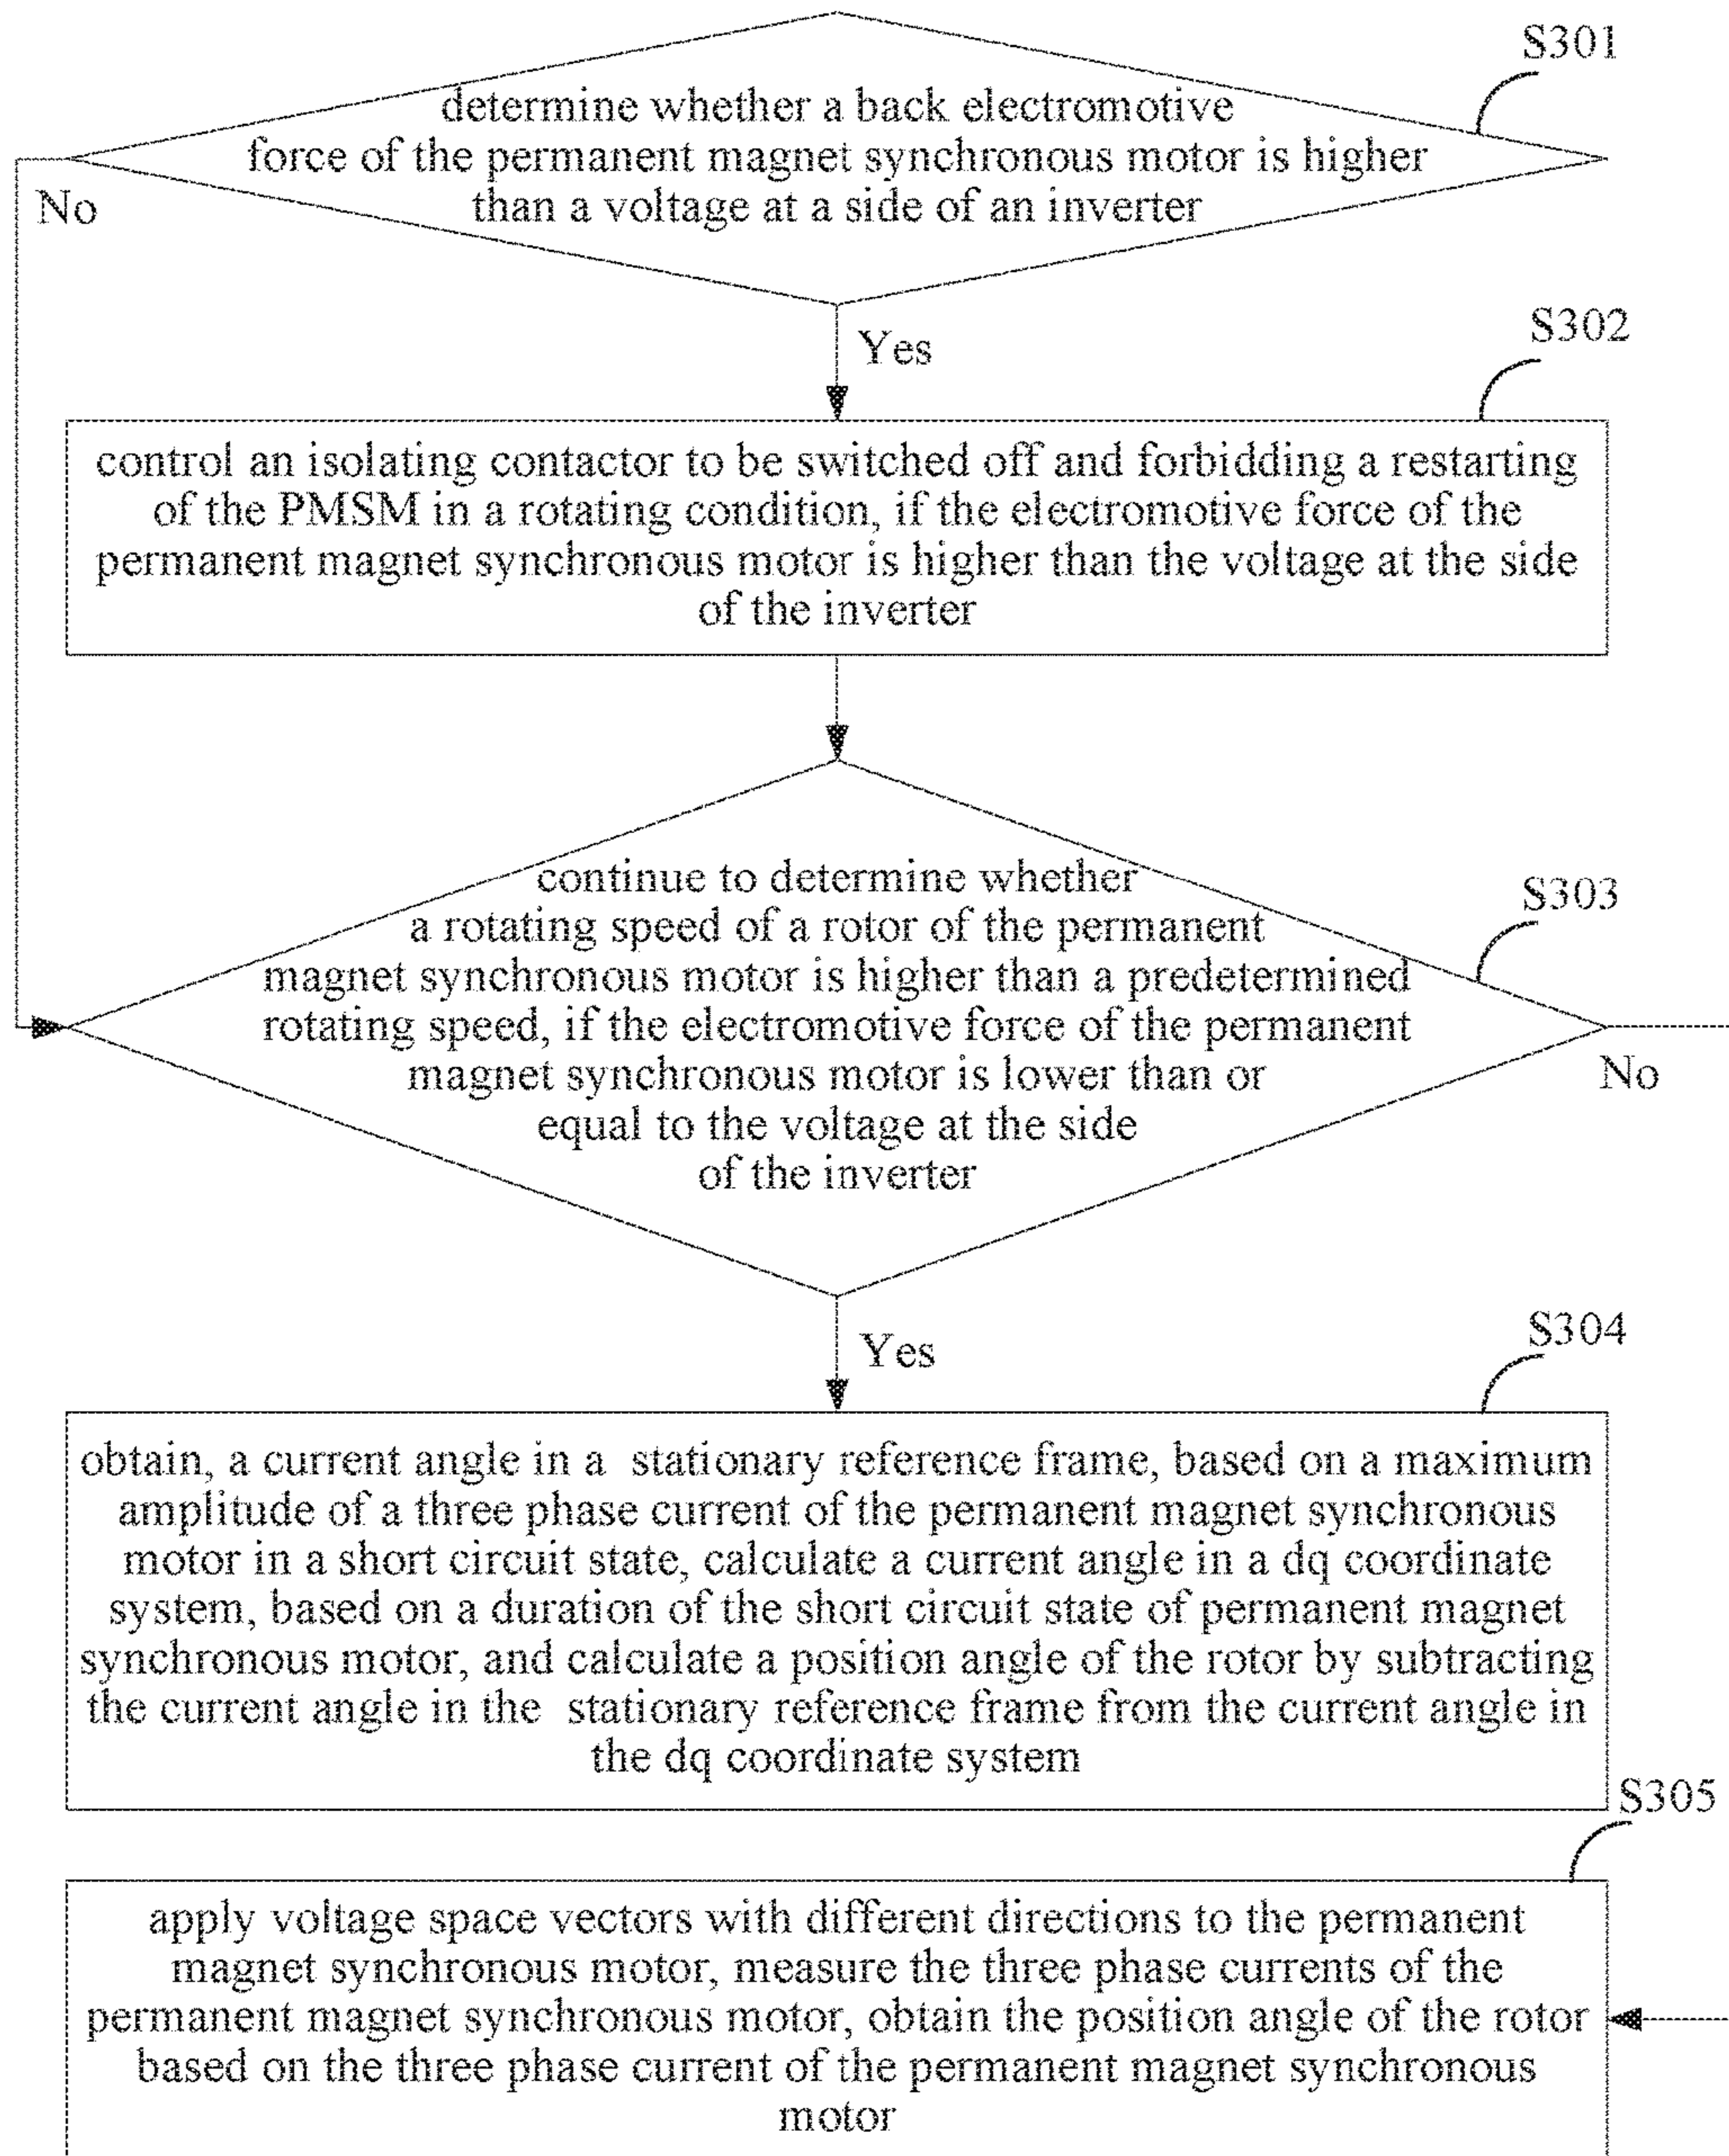 S301
determine whether a back electromotive
force of the permanent magnet synchronous motor is higher
than a voltage at a side of an inverter
No
Yes
S302
control an isolating contactor to be switched off and forbidding a restarting
of the PMSM in a rotating condition, if the electromotive force of the
permanent magnet synchronous motor is higher than the voltage at the side
of the inverter
S303
continue to determine whether
a rotating speed of a rotor of the permanent
magnet synchronous motor is higher than a predetermined
rotating speed, if the electromotive force of the permanent
magnet synchronous motor is lower than or
equal to the voltage at the side
of the inverter
No
Yes
S304
obtain, a current angle in a stationary reference frame, based on a maximum
amplitude of a three phase current of the permanent magnet synchronous
motor in a short circuit state, calculate a current angle in a dq coordinate
system, based on a duration of the short circuit state of permanent magnet
synchronous motor, and calculate a position angle of the rotor by subtracting
the current angle in the stationary reference frame from the current angle in
the dq coordinate system
S305
apply voltage space vectors with different directions to the permanent
magnet synchronous motor, measure the three phase currents of the
permanent magnet synchronous motor, obtain the position angle of the rotor
based on the three phase current of the permanent magnet synchronous
motor